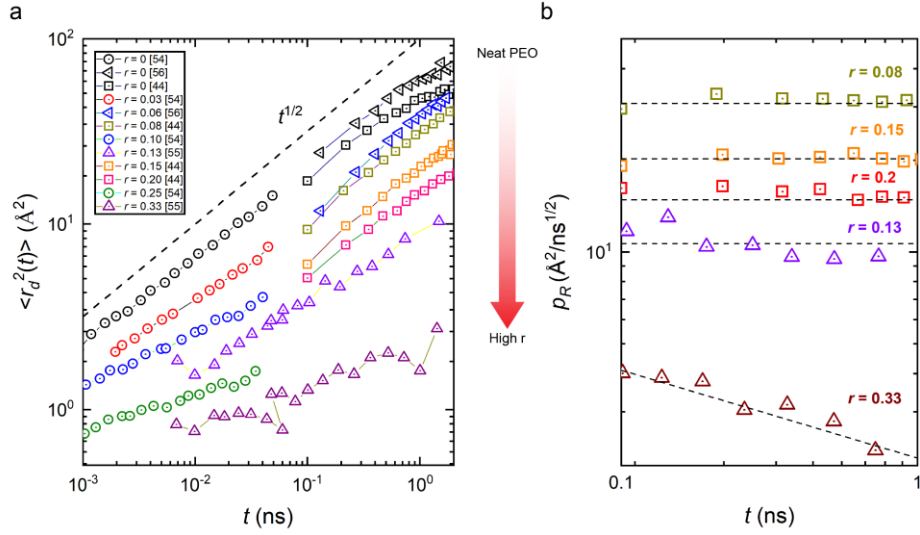 a
b
<r_d^2(t)> (Å^2)
10^2
10^1
10^0
r = 0 [54]
r = 0 [56]
r = 0 [44]
r = 0.03 [54]
r = 0.06 [56]
r = 0.08 [44]
r = 0.10 [54]
r = 0.13 [55]
r = 0.15 [44]
r = 0.20 [44]
r = 0.25 [54]
r = 0.33 [55]
t^1/2
10^-3
10^-2
10^-1
10^0
t (ns)
Neat PEO
High r
p_R (Å^2/ns^1/2)
10^1
r = 0.08
r = 0.15
r = 0.2
r = 0.13
r = 0.33
0.1
1
t (ns)